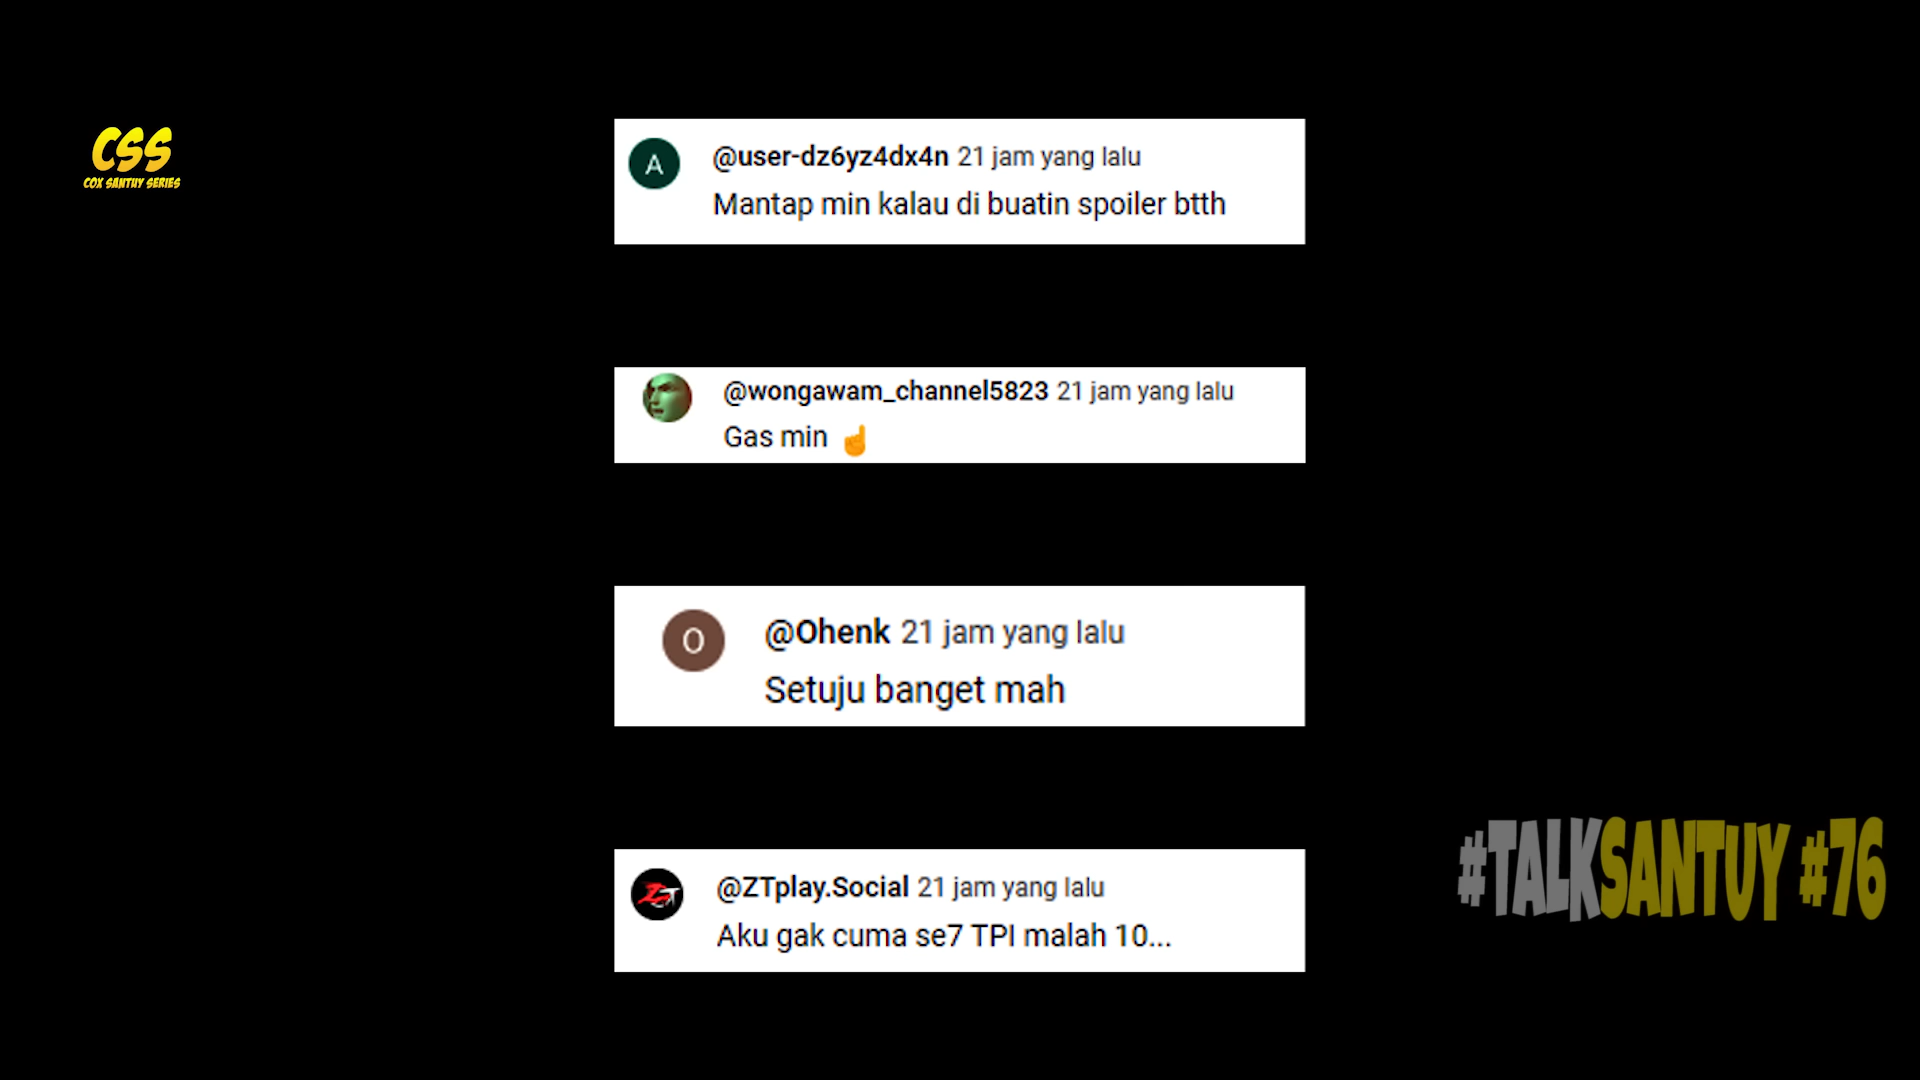 CSS
COX SANTUY SERIES
A
@user-dz6yz4dx4n 21 jam yang lalu
Mantap min kalau di buatin spoiler btth
@wongawam_channel5823 21 jam yang lalu
Gas min ☝
O
@Ohenk 21 jam yang lalu
Setuju banget mah
ZT
@ZTplay.Social 21 jam yang lalu
Aku gak cuma se7 TPI malah 10...
#TALKSANTUY #76